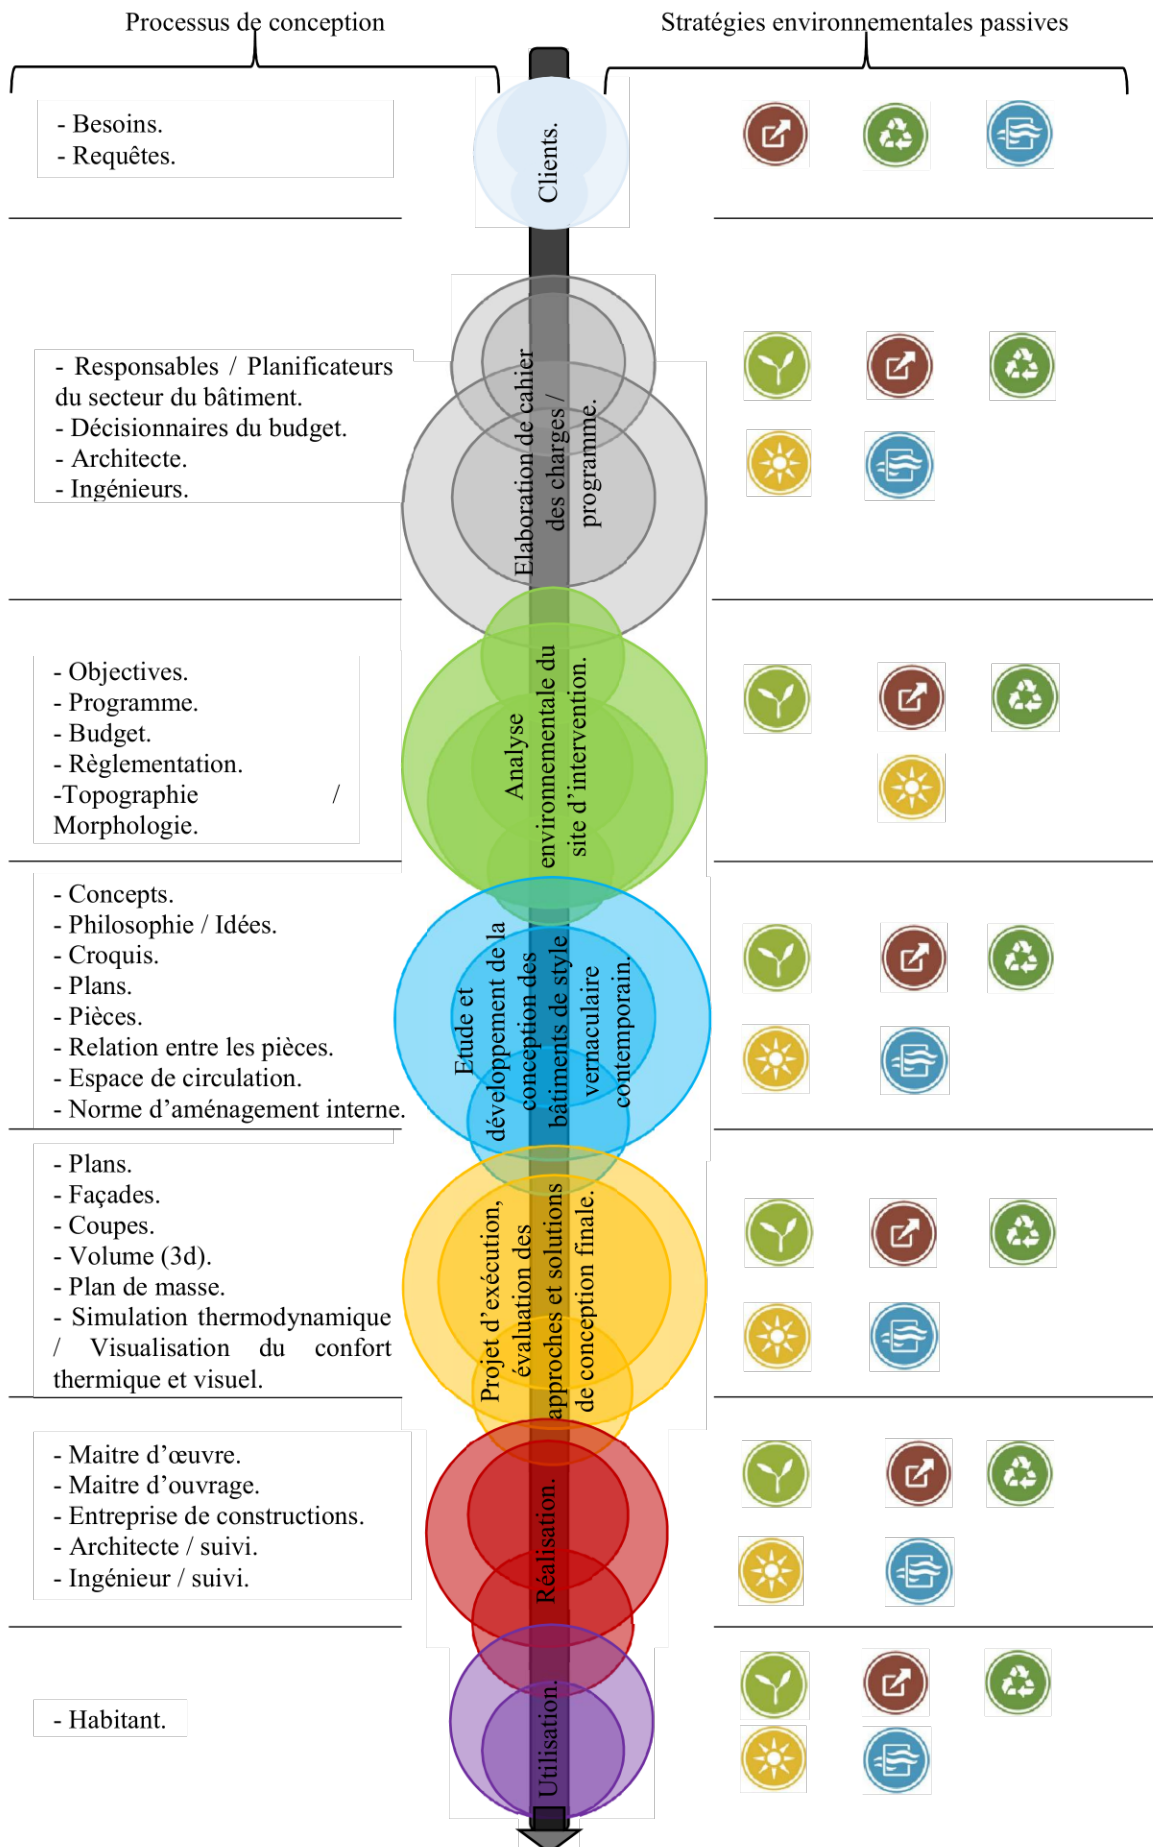 Processus de conception
Stratégies environnementales passives
- Besoins.
- Requêtes.
Clients.
- Responsables / Planificateurs
du secteur du bâtiment.
- Décisionnaires du budget.
- Architecte.
- Ingénieurs.
Elaboration de cahier
des charges /
programme.
- Objectives.
- Programme.
- Budget.
- Règlementation.
-Topographie /
Morphologie.
Analyse
environnementale du
site d'intervention.
- Concepts.
- Philosophie / Idées.
- Croquis.
- Plans.
- Pièces.
- Relation entre les pièces.
- Espace de circulation.
- Norme d'aménagement interne.
Etude et
développement de la
conception des
bâtiments de style
vernaculaire
contemporain.
- Plans.
- Façades.
- Coupes.
- Volume (3d).
- Plan de masse.
- Simulation thermodynamique
/ Visualisation du confort
thermique et visuel.
Projet d'exécution,
évaluation des
approches et solutions
de conception finale.
- Maitre d'œuvre.
- Maitre d'ouvrage.
- Entreprise de constructions.
- Architecte / suivi.
- Ingénieur / suivi.
Réalisation.
- Habitant.
Utilisation.